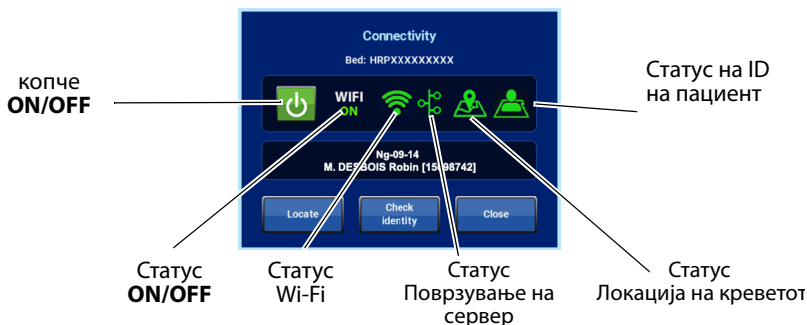 Connectivity
Bed: HRPXXXXXXXXX
копче
ON/OFF
WIFI
ON
Статус на ID
на пациент
Ng-09-14
M. DESBOIS Robin [15098742]
Locate
Check
identity
Close
Статус
ON/OFF
Статус
Wi-Fi
Статус
Поврзување на
сервер
Статус
Локација на креветот